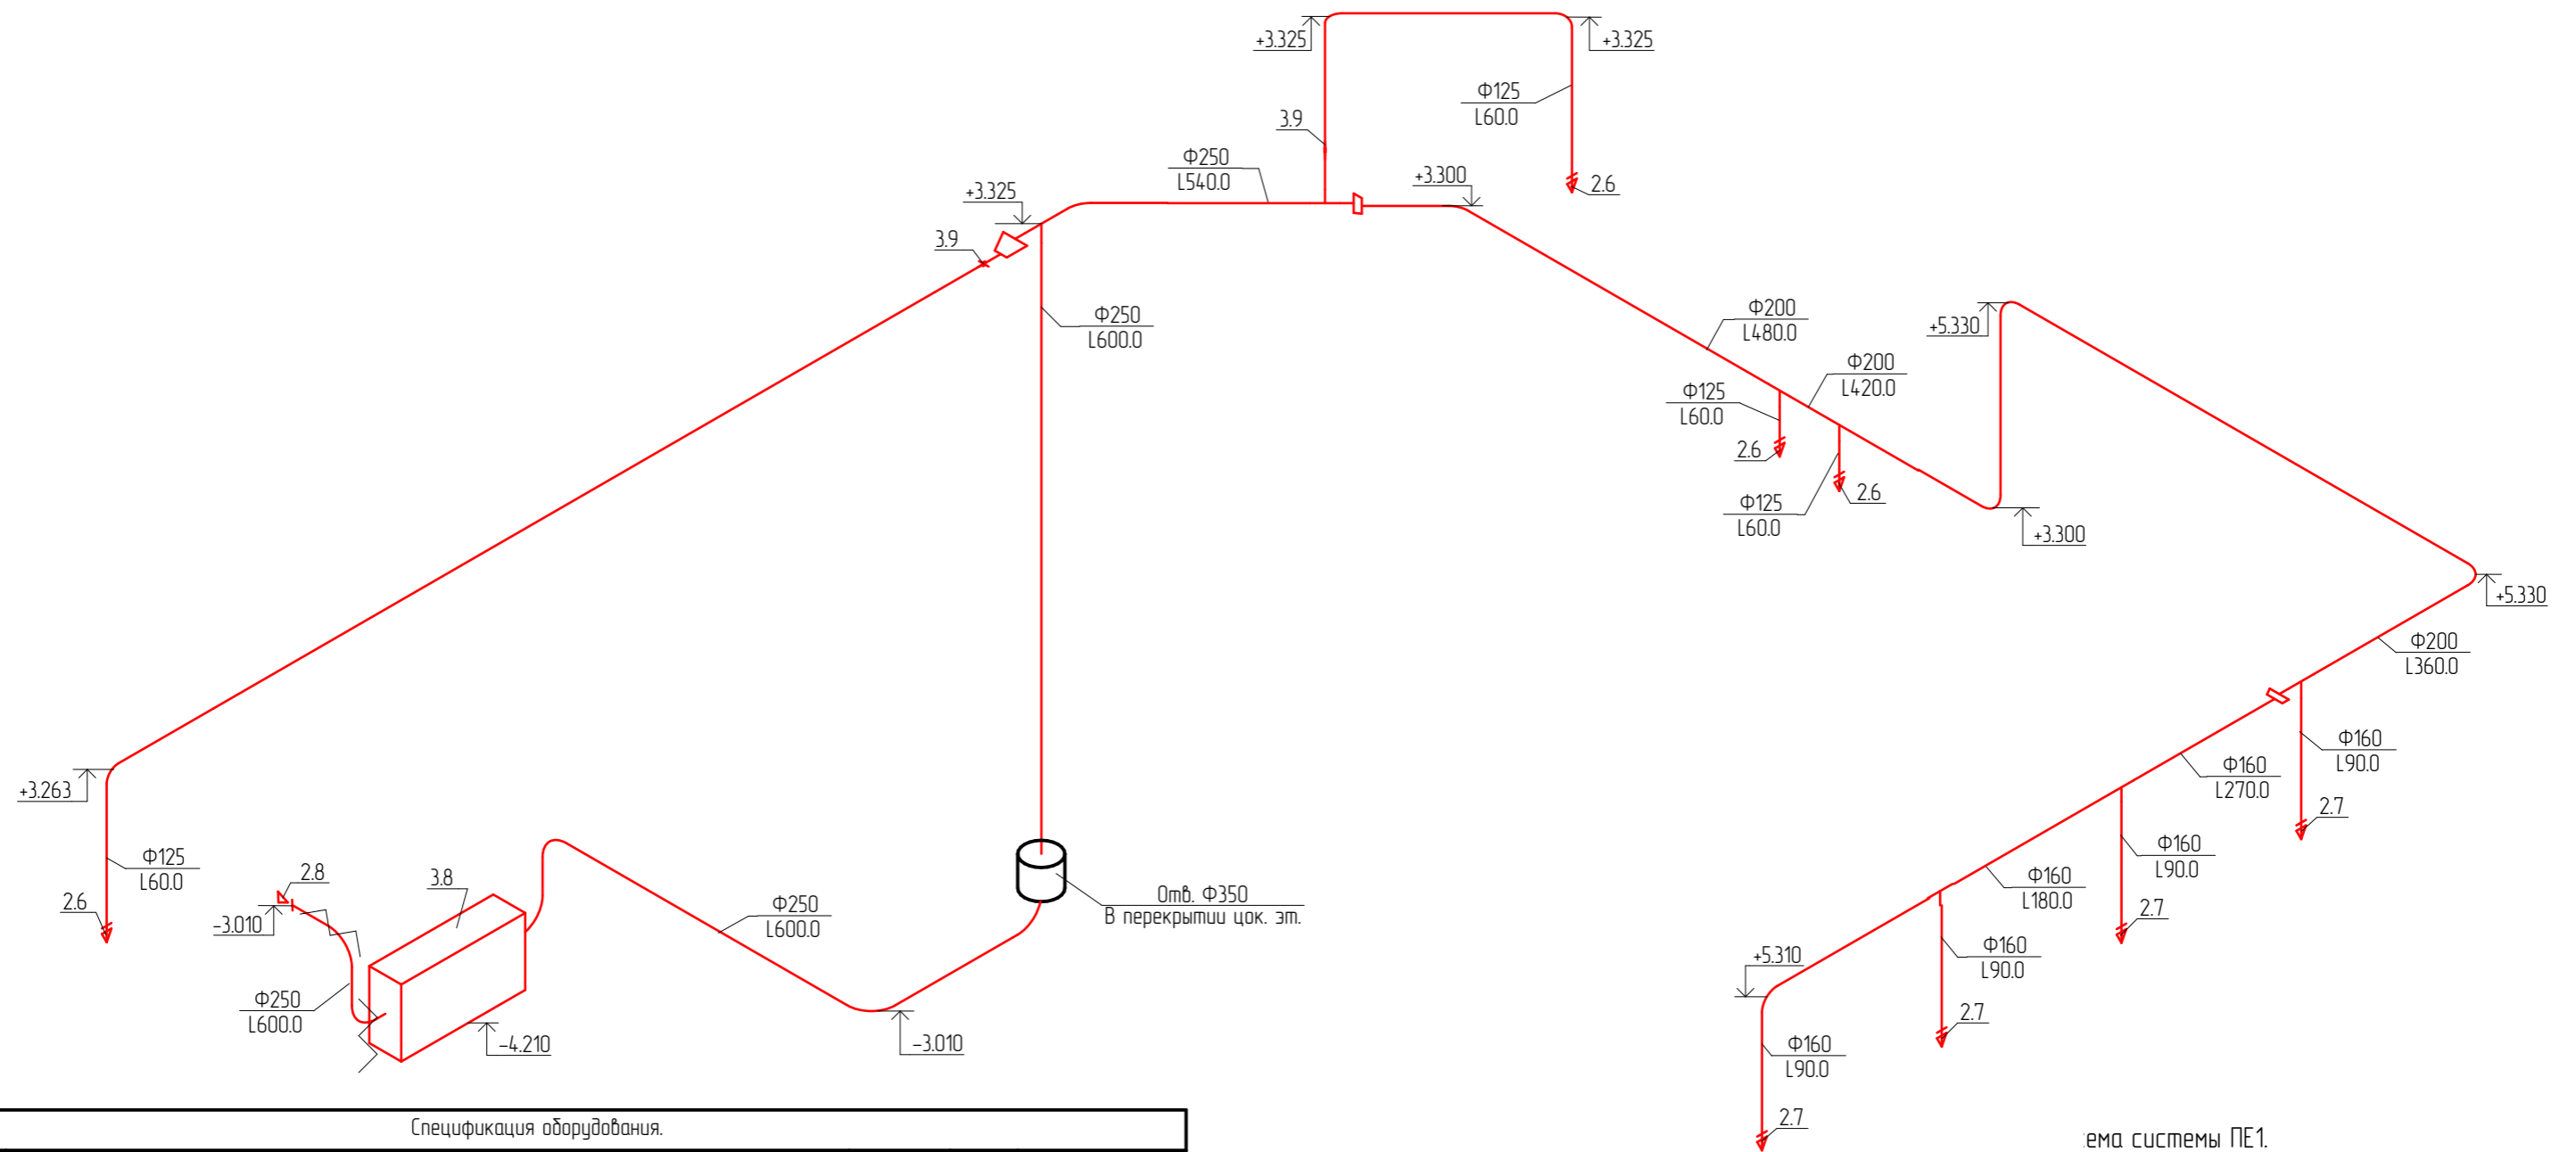 +3.325
+3.325
Ф125
L60.0
3.9
2.6
Ф250
L540.0
+3.325
+3.300
3.9
Ф250
L600.0
Ф200
L480.0
+5.330
Ф200
L420.0
Ф125
L60.0
2.6
2.6
Ф125
L60.0
+3.300
+5.330
Ф200
L360.0
Ф160
L90.0
+3.263
Ф160
L270.0
2.7
Ф125
L60.0
2.8
3.8
Ф160
L90.0
2.6
-3.010
Ф250
L600.0
Отв. Ф350
В перекрытии цок. эт.
Ф160
L180.0
2.7
Ф160
L90.0
+5.310
Ф250
L600.0
-4.210
-3.010
2.7
Ф160
L90.0
2.7
Спецификация оборудования.
ема системы ПЕ1.